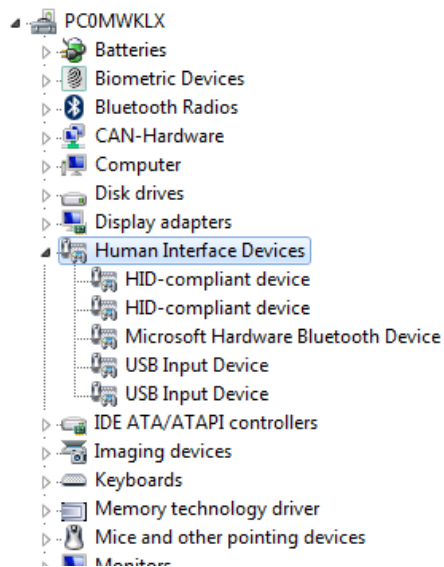 PC0MWKLX
Batteries
Biometric Devices
Bluetooth Radios
CAN-Hardware
Computer
Disk drives
Display adapters
Human Interface Devices
HID-compliant device
HID-compliant device
Microsoft Hardware Bluetooth Device
USB Input Device
USB Input Device
IDE ATA/ATAPI controllers
Imaging devices
Keyboards
Memory technology driver
Mice and other pointing devices
Monitors